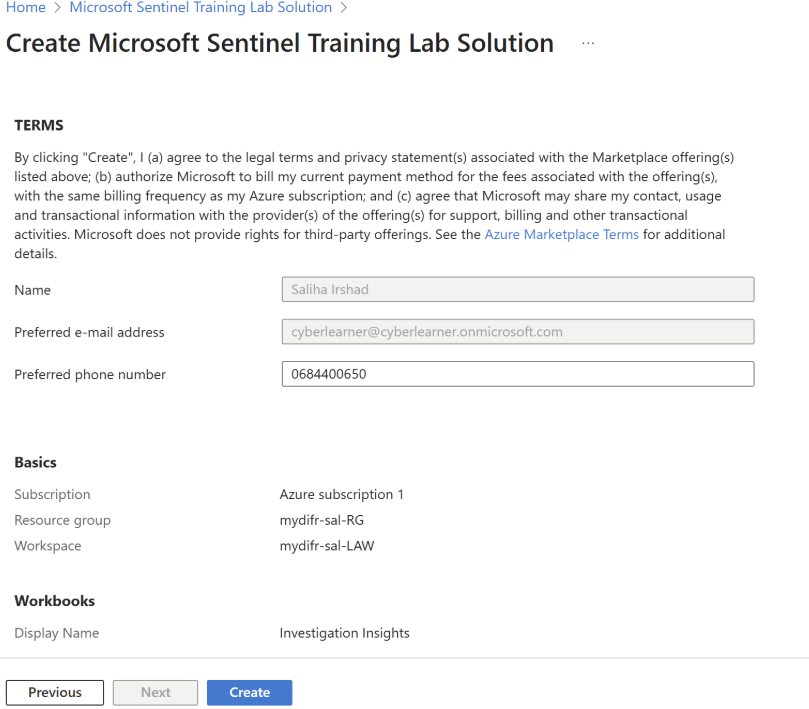 Home > Microsoft Sentinel Training Lab Solution >
Create Microsoft Sentinel Training Lab Solution ...
TERMS
By clicking "Create", I (a) agree to the legal terms and privacy statement(s) associated with the Marketplace offering(s)
listed above; (b) authorize Microsoft to bill my current payment method for the fees associated with the offering(s),
with the same billing frequency as my Azure subscription; and (c) agree that Microsoft may share my contact, usage
and transactional information with the provider(s) of the offering(s) for support, billing and other transactional
activities. Microsoft does not provide rights for third-party offerings. See the Azure Marketplace Terms for additional
details.
Name Saliha Irshad
Preferred e-mail address cyberlearner@cyberlearner.onmicrosoft.com
Preferred phone number 0684400650
Basics
Subscription Azure subscription 1
Resource group mydifr-sal-RG
Workspace mydifr-sal-LAW
Workbooks
Display Name Investigation Insights
Previous Next Create